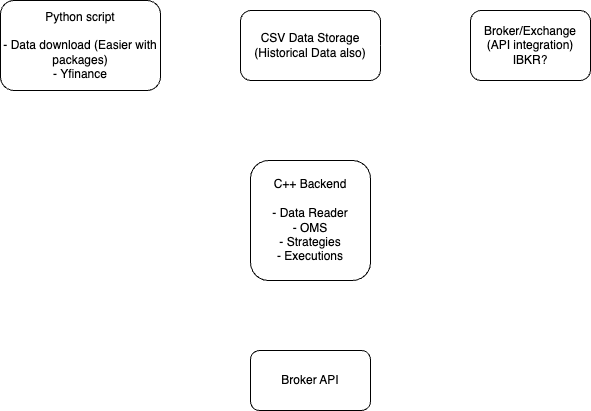 Python script
- Data download (Easier with
packages)
- Yfinance
CSV Data Storage
(Historical Data also)
Broker/Exchange
(API integration)
IBKR?
C++ Backend
- Data Reader
- OMS
- Strategies
- Executions
Broker API